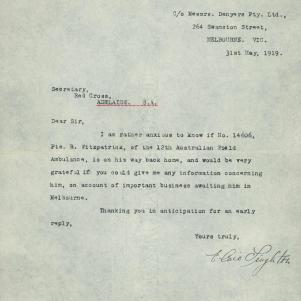 C/o Messrs. Denyers Pty. Ltd.,
264 Swanston Street,
MELBOURNE. VIC.
31st May, 1919.
Secretary,
Red Cross,
ADELAIDE. S.A.
Dear Sir,
I am rather anxious to know if No. 14606,
Pte. R. Fitzpatrick, of the 12th Australian Field
Ambulance, is on his way back home, and would be very
grateful if you could give me any information concerning
him, on account of important business awaiting him in
Melbourne.
Thanking you in anticipation for an early
reply,
Yours truly,